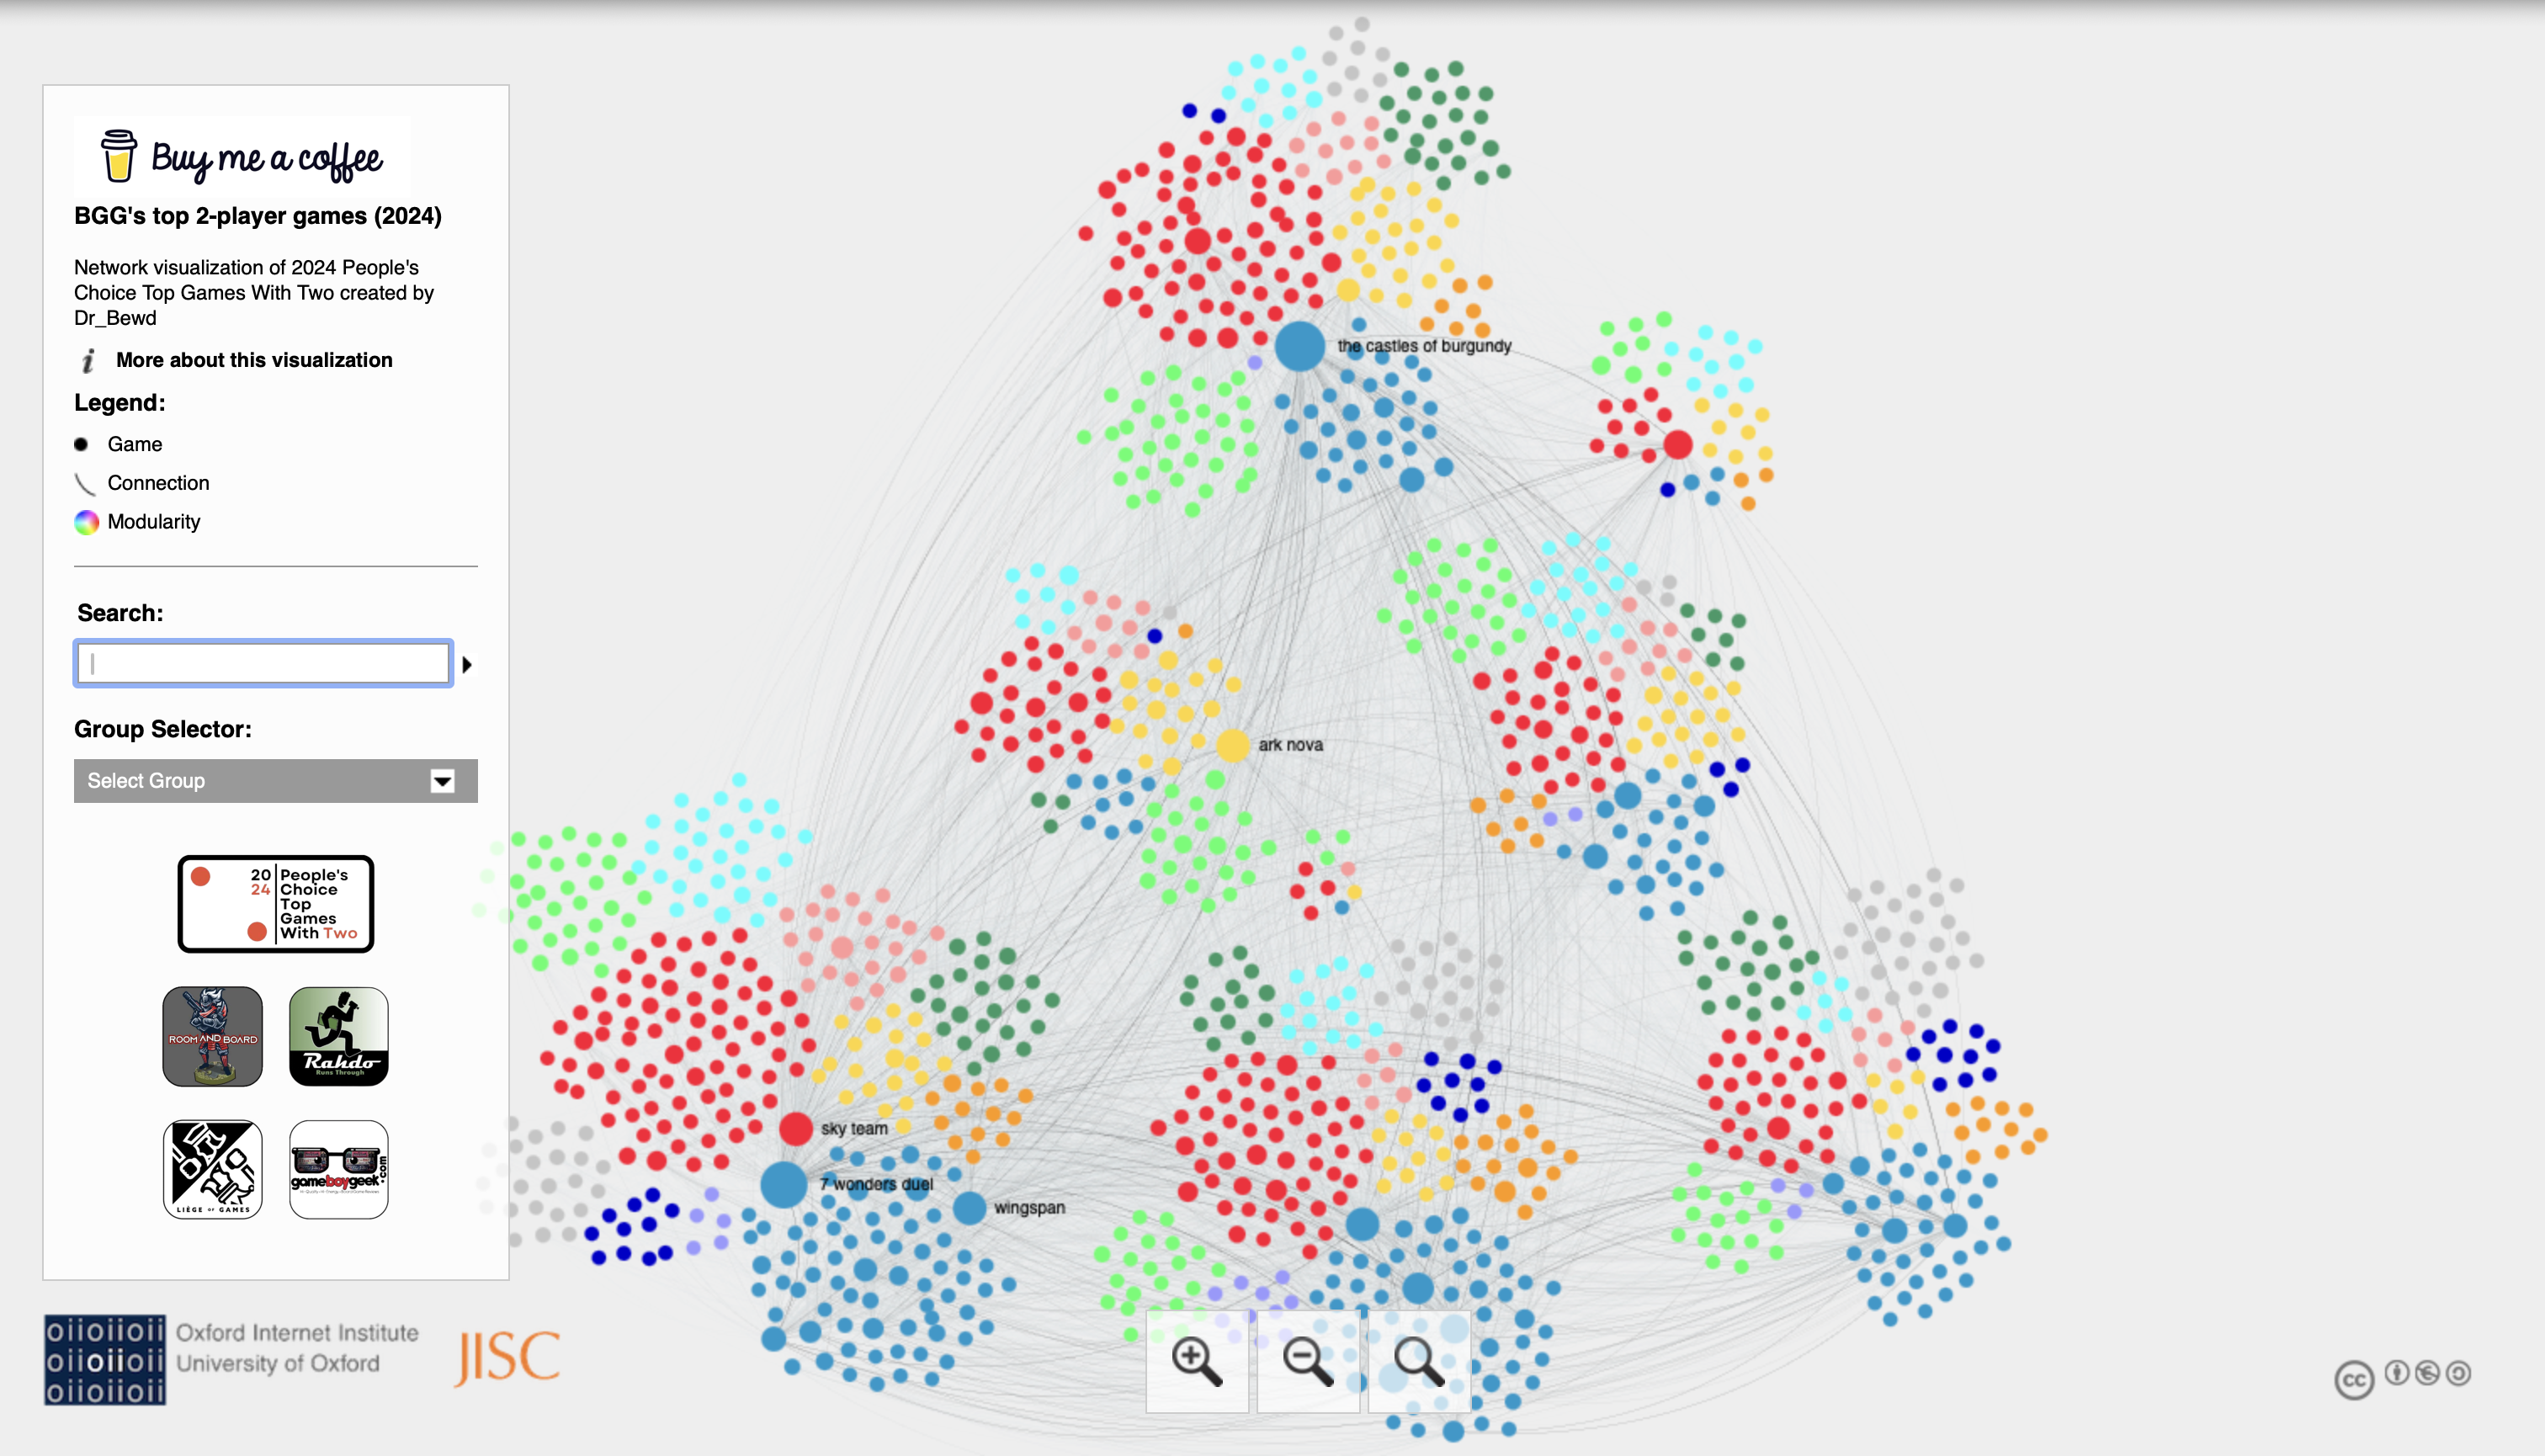 Buy me a coffee
BGG's top 2-player games (2024)
Network visualization of 2024 People's
Choice Top Games With Two created by
Dr_Bewd
i More about this visualization
Legend:
Game
Connection
Modularity
Search:
Group Selector:
Select Group
20 People's
24 Choice
Top
Games
With Two
ROOM AND BOARD
Rahdo
Runs Through
LIÈGE OF GAMES
gameboygeek.com
oiioiioii
oiioiioii
oiioiioii
Oxford Internet Institute
University of Oxford
JISC
the castles of burgundy
ark nova
sky team
7 wonders duel
wingspan
cc